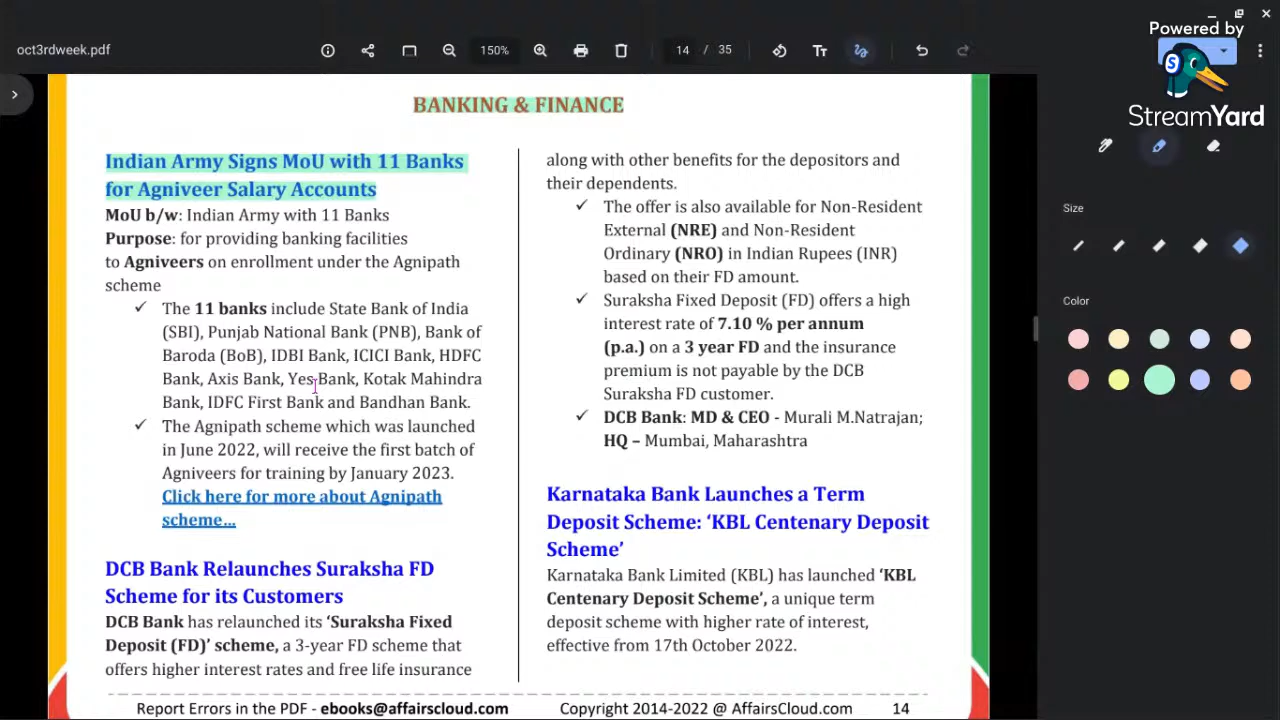 oct3rdweek.pdf
150%
14 / 35
Powered by
StreamYard
BANKING & FINANCE
Indian Army Signs MoU with 11 Banks
for Agniveer Salary Accounts
MoU b/w: Indian Army with 11 Banks
Purpose: for providing banking facilities
to Agniveers on enrollment under the Agnipath
scheme
✓ The 11 banks include State Bank of India
(SBI), Punjab National Bank (PNB), Bank of
Baroda (BoB), IDBI Bank, ICICI Bank, HDFC
Bank, Axis Bank, Yes Bank, Kotak Mahindra
Bank, IDFC First Bank and Bandhan Bank.
✓ The Agnipath scheme which was launched
in June 2022, will receive the first batch of
Agniveers for training by January 2023.
Click here for more about Agnipath
scheme...
DCB Bank Relaunches Suraksha FD
Scheme for its Customers
DCB Bank has relaunched its ‘Suraksha Fixed
Deposit (FD)’ scheme, a 3-year FD scheme that
offers higher interest rates and free life insurance
along with other benefits for the depositors and
their dependents.
✓ The offer is also available for Non-Resident
External (NRE) and Non-Resident
Ordinary (NRO) in Indian Rupees (INR)
based on their FD amount.
✓ Suraksha Fixed Deposit (FD) offers a high
interest rate of 7.10 % per annum
(p.a.) on a 3 year FD and the insurance
premium is not payable by the DCB
Suraksha FD customer.
✓ DCB Bank: MD & CEO - Murali M.Natrajan;
HQ – Mumbai, Maharashtra
Karnataka Bank Launches a Term
Deposit Scheme: ‘KBL Centenary Deposit
Scheme’
Karnataka Bank Limited (KBL) has launched ‘KBL
Centenary Deposit Scheme’, a unique term
deposit scheme with higher rate of interest,
effective from 17th October 2022.
Report Errors in the PDF - ebooks@affairscloud.com
Copyright 2014-2022 @ AffairsCloud.com
14
Size
Color